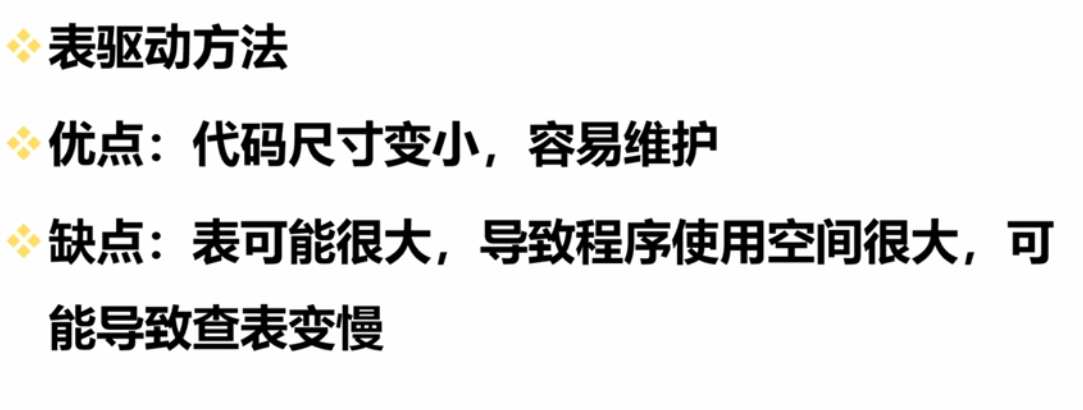 表驱动方法
优点：代码尺寸变小，容易维护
缺点：表可能很大，导致程序使用空间很大，可
能导致查表变慢